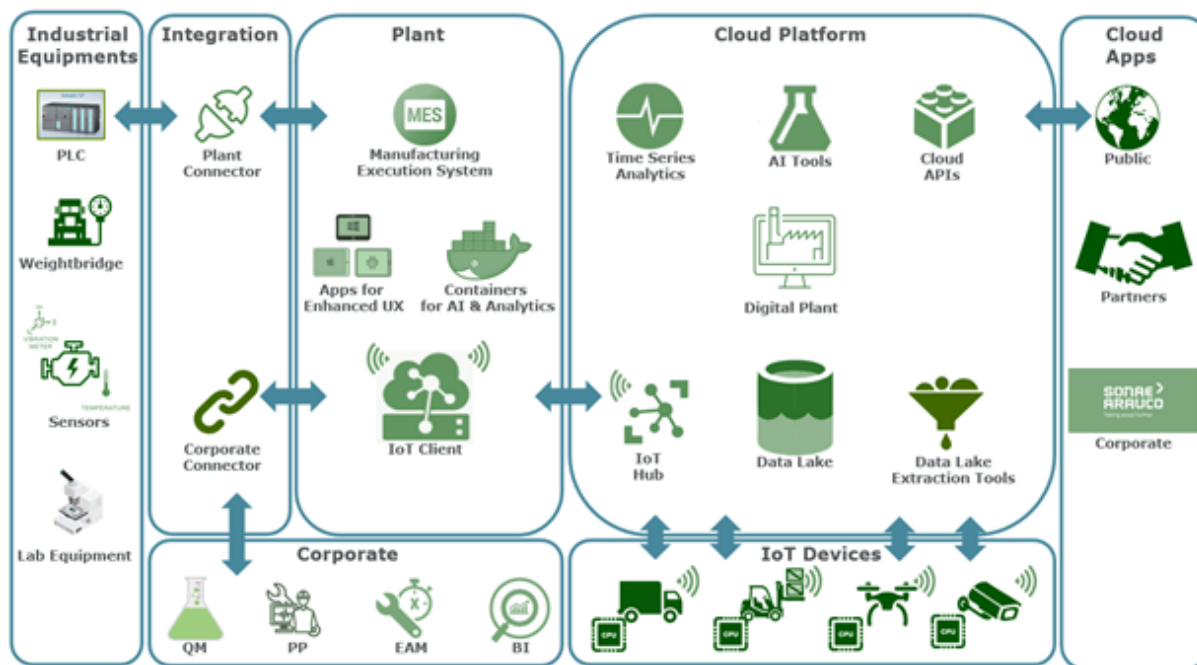 Industrial
Equipments
PLC
Weightbridge
VIBRATION
METER
TEMPERATURE
Sensors
Lab Equipment
Integration
Plant
Connector
Corporate
Connector
Plant
MES
Manufacturing
Execution System
Apps for
Enhanced UX
Containers
for AI & Analytics
IoT Client
Cloud Platform
Time Series
Analytics
AI Tools
Cloud
APIs
Digital Plant
IoT
Hub
Data Lake
Data Lake
Extraction Tools
Cloud
Apps
Public
Partners
SONAE
ARAUCO
Taking wood further
Corporate
Corporate
QM
PP
EAM
BI
IoT Devices
CPU
CPU
CPU
CPU